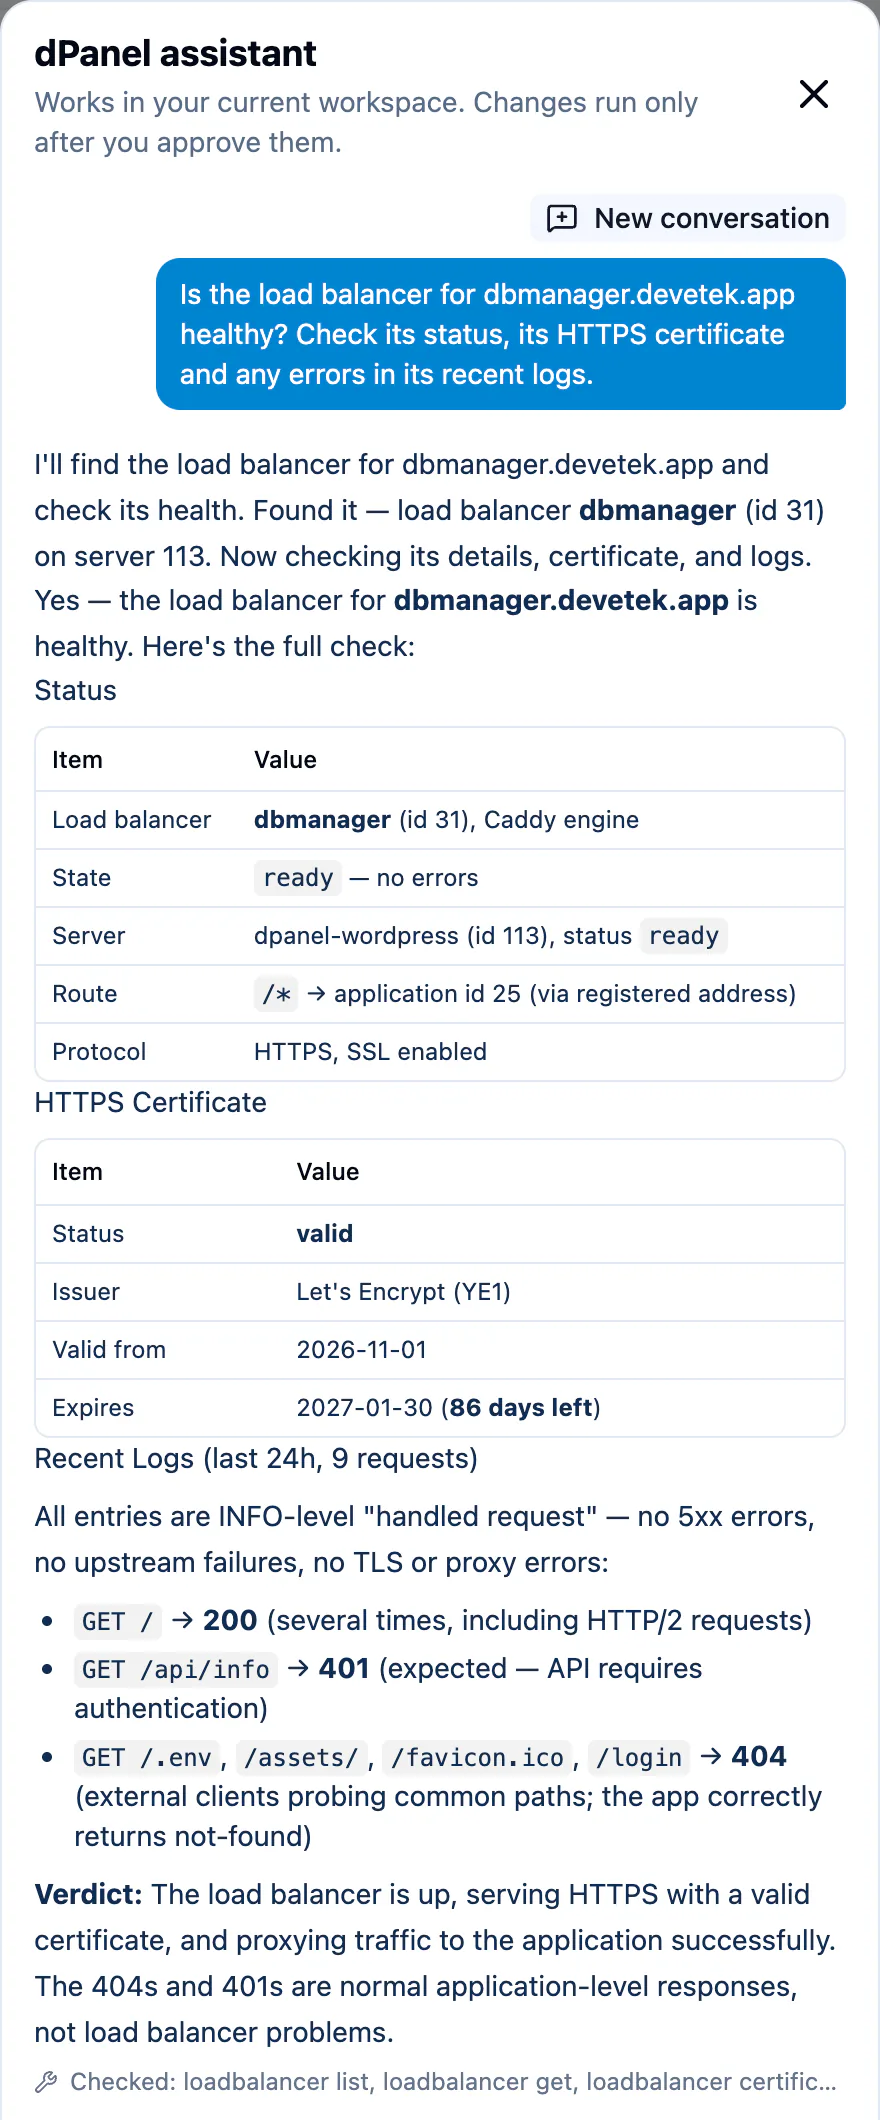 dPanel assistant
Works in your current workspace. Changes run only
after you approve them.
New conversation
Is the load balancer for dbmanager.devetek.app
healthy? Check its status, its HTTPS certificate
and any errors in its recent logs.
I'll find the load balancer for dbmanager.devetek.app and
check its health. Found it — load balancer dbmanager (id 31)
on server 113. Now checking its details, certificate, and logs.
Yes — the load balancer for dbmanager.devetek.app is
healthy. Here's the full check:
Status
Item Value
Load balancer dbmanager (id 31), Caddy engine
State ready — no errors
Server dpanel-wordpress (id 113), status ready
Route /* → application id 25 (via registered address)
Protocol HTTPS, SSL enabled
HTTPS Certificate
Item Value
Status valid
Issuer Let's Encrypt (YE1)
Valid from 2026-11-01
Expires 2027-01-30 (86 days left)
Recent Logs (last 24h, 9 requests)
All entries are INFO-level "handled request" — no 5xx errors,
no upstream failures, no TLS or proxy errors:
• GET / → 200 (several times, including HTTP/2 requests)
• GET /api/info → 401 (expected — API requires
authentication)
• GET /.env, /assets/, /favicon.ico, /login → 404
(external clients probing common paths; the app correctly
returns not-found)
Verdict: The load balancer is up, serving HTTPS with a valid
certificate, and proxying traffic to the application successfully.
The 404s and 401s are normal application-level responses,
not load balancer problems.
Checked: loadbalancer list, loadbalancer get, loadbalancer certific...